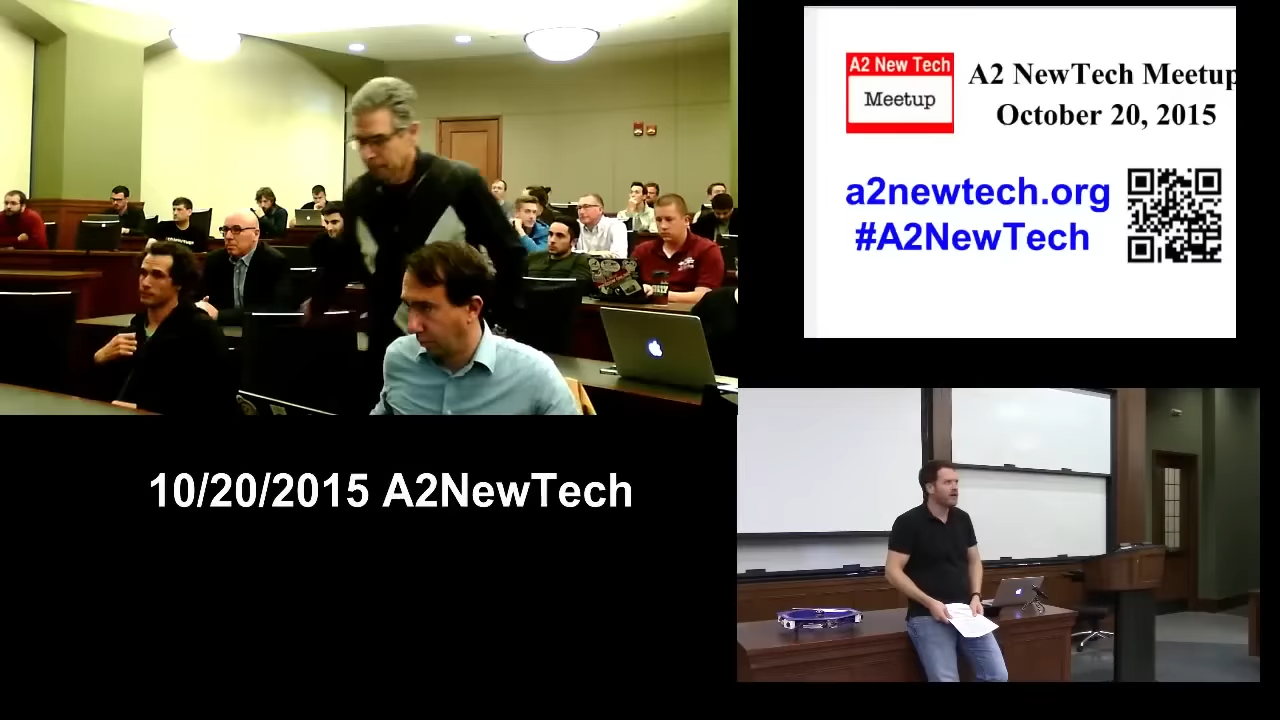 A2 New Tech
Meetup
A2 NewTech Meetup
October 20, 2015
a2newtech.org
#A2NewTech
10/20/2015 A2NewTech